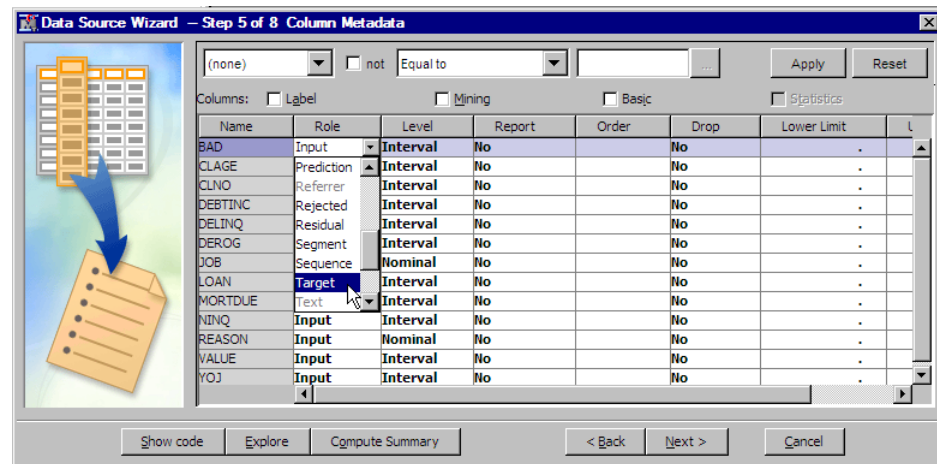 Data Source Wizard – Step 5 of 8 Column Metadata
(none) not Equal to ... Apply Reset
Columns: Label Mining Basic Statistics
Name Role Level Report Order Drop Lower Limit
BAD Input Interval No No .
CLAGE Prediction Interval No No .
CLNO Referrer Interval No No .
DEBTINC Rejected Interval No No .
DELINQ Residual Interval No No .
DEROG Segment Interval No No .
JOB Sequence Nominal No No .
LOAN Target Interval No No .
MORTDUE Text Interval No No .
NINQ Input Interval No No .
REASON Input Nominal No No .
VALUE Input Interval No No .
YOJ Input Interval No No .
Show code Explore Compute Summary < Back Next > Cancel